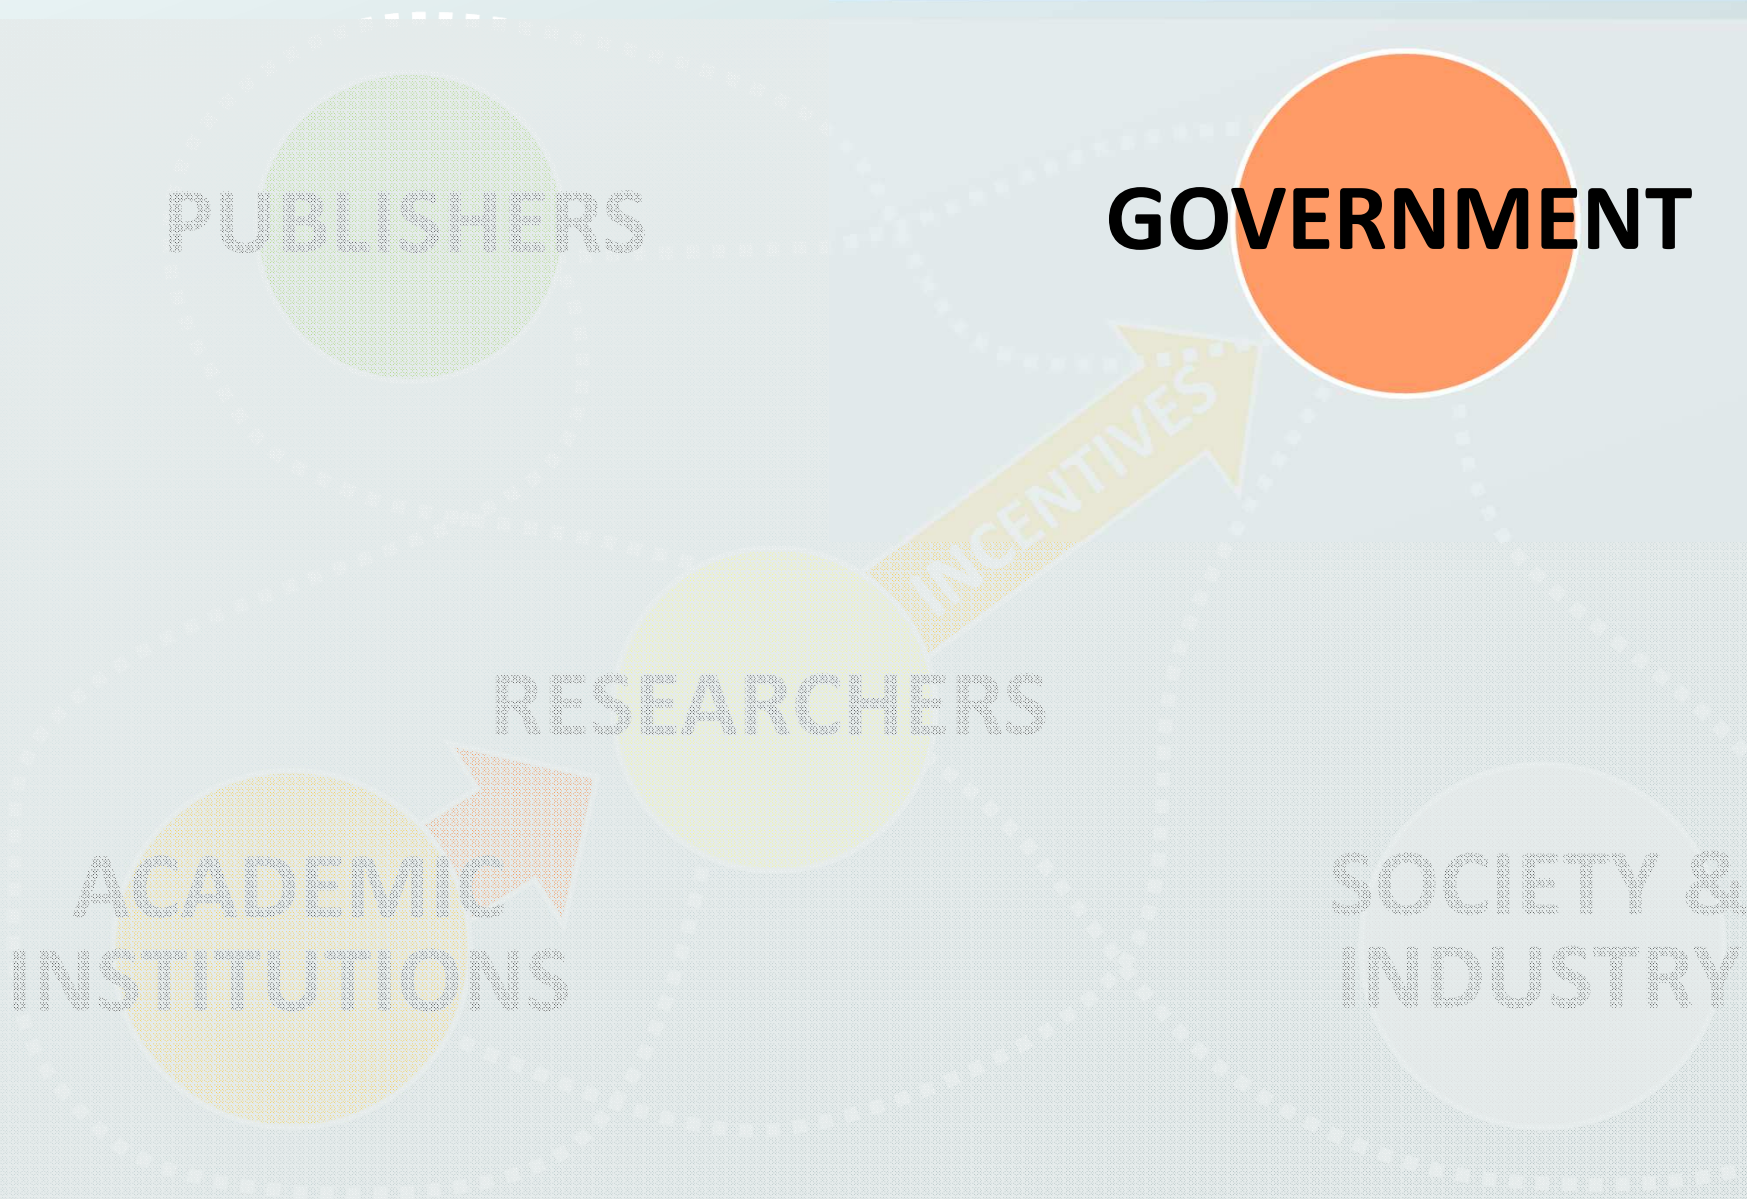 PUBLISHERS
GOVERNMENT
INCENTIVES
RESEARCHERS
ACADEMIC
INSTITUTIONS
SOCIETY &
INDUSTRY